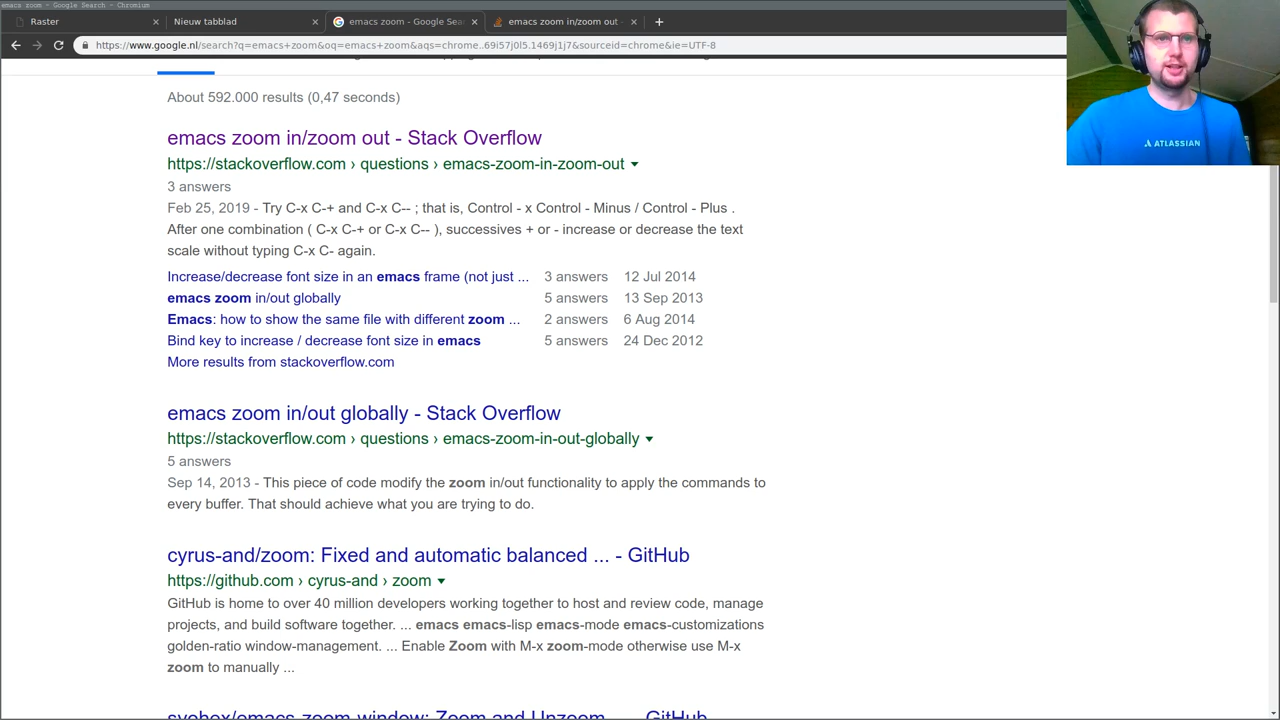 emacs zoom - Google Search - Chromium
Raster
Nieuw tabblad
emacs zoom - Google Sea
emacs zoom in/zoom out -
https://www.google.nl/search?q=emacs+zoom&oq=emacs+zoom&aqs=chrome..69i57j0l5.1469j1j7&sourceid=chrome&ie=UTF-8
About 592.000 results (0,47 seconds)
emacs zoom in/zoom out - Stack Overflow
https://stackoverflow.com › questions › emacs-zoom-in-zoom-out
3 answers
Feb 25, 2019 - Try C-x C-+ and C-x C-- ; that is, Control - x Control - Minus / Control - Plus .
After one combination ( C-x C-+ or C-x C-- ), successives + or - increase or decrease the text
scale without typing C-x C- again.
Increase/decrease font size in an emacs frame (not just ... 3 answers 12 Jul 2014
emacs zoom in/out globally 5 answers 13 Sep 2013
Emacs: how to show the same file with different zoom ... 2 answers 6 Aug 2014
Bind key to increase / decrease font size in emacs 5 answers 24 Dec 2012
More results from stackoverflow.com
emacs zoom in/out globally - Stack Overflow
https://stackoverflow.com › questions › emacs-zoom-in-out-globally
5 answers
Sep 14, 2013 - This piece of code modify the zoom in/out functionality to apply the commands to
every buffer. That should achieve what you are trying to do.
cyrus-and/zoom: Fixed and automatic balanced ... - GitHub
https://github.com › cyrus-and › zoom
GitHub is home to over 40 million developers working together to host and review code, manage
projects, and build software together. ... emacs emacs-lisp emacs-mode emacs-customizations
golden-ratio window-management. ... Enable Zoom with M-x zoom-mode otherwise use M-x
zoom to manually ...
syohex/emacs-zoom-window: Zoom and Unzoom ... - GitHub
ATLASSIAN